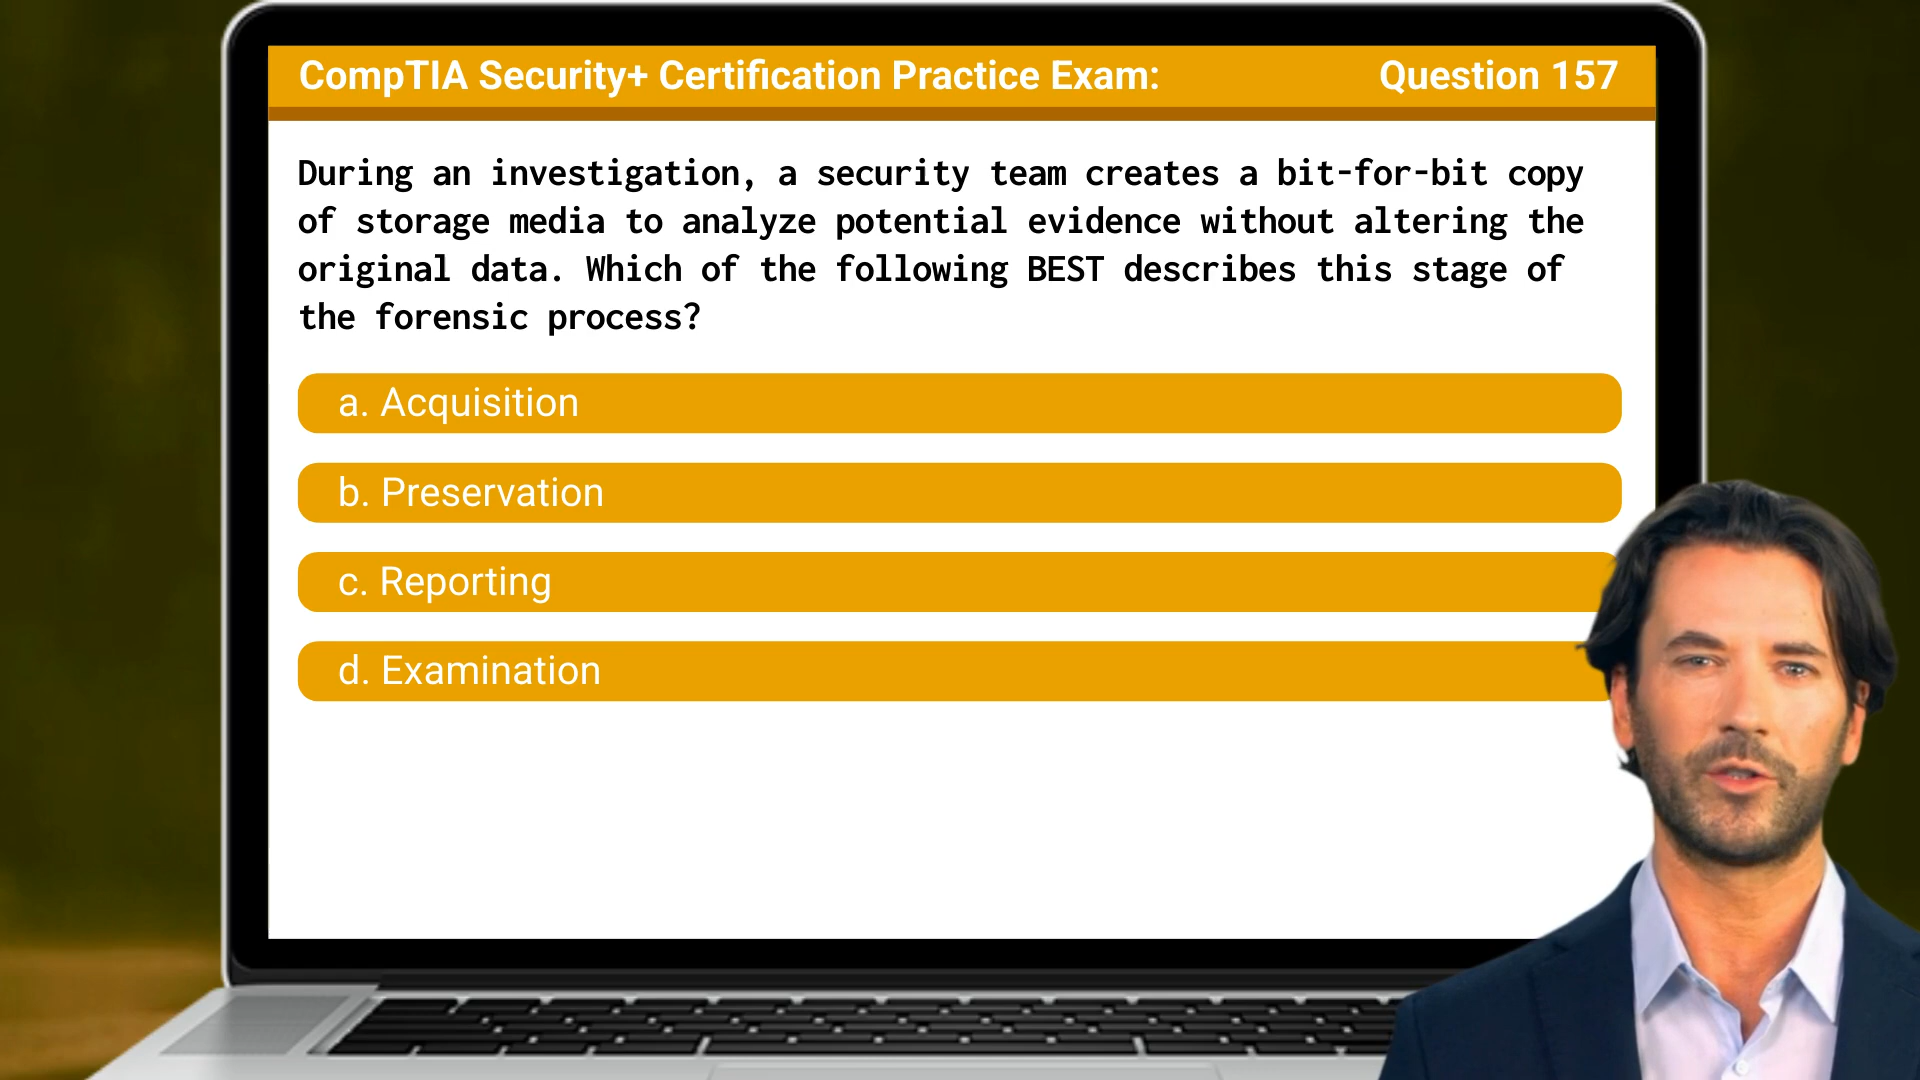 CompTIA Security+ Certification Practice Exam: Question 157
During an investigation, a security team creates a bit-for-bit copy
of storage media to analyze potential evidence without altering the
original data. Which of the following BEST describes this stage of
the forensic process?
a. Acquisition
b. Preservation
c. Reporting
d. Examination